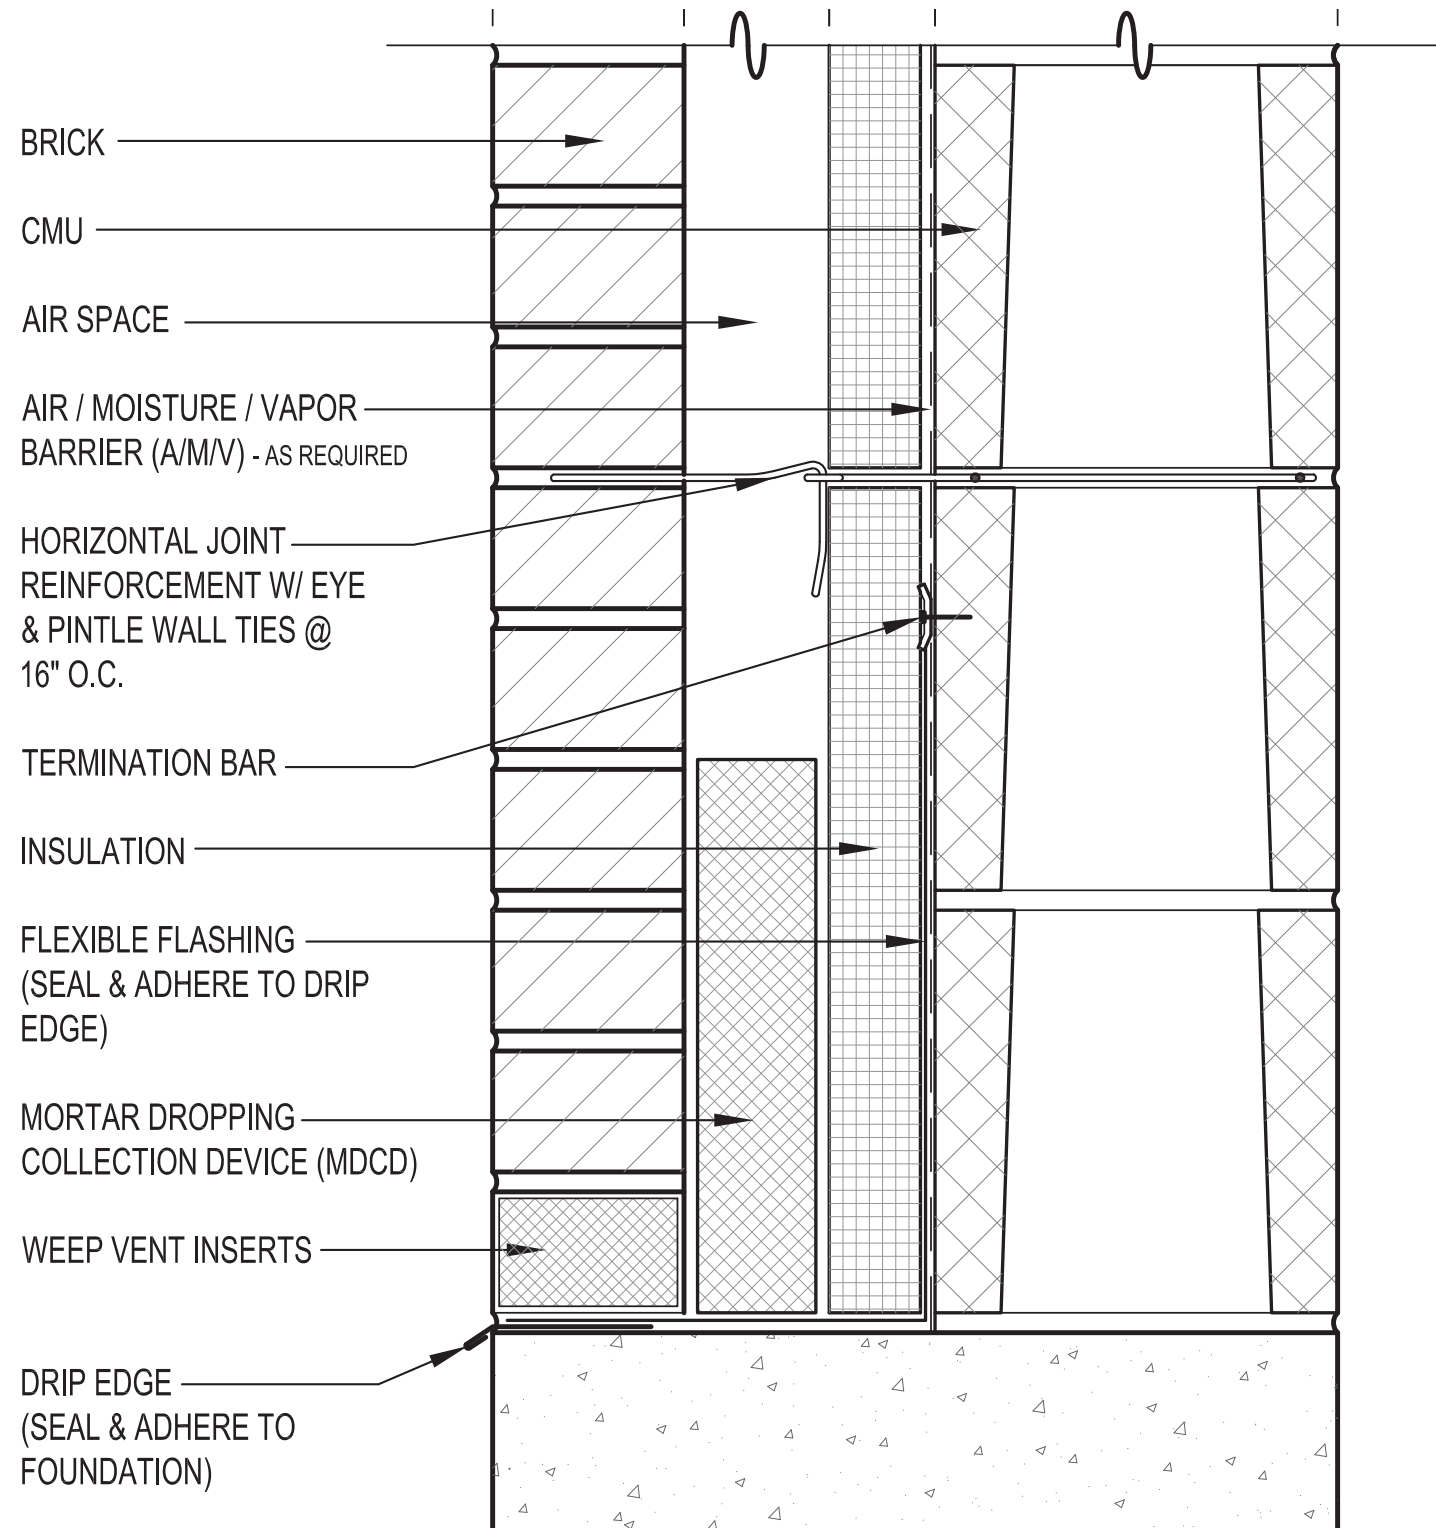 BRICK
CMU
AIR SPACE
AIR / MOISTURE / VAPOR
BARRIER (A/M/V) - AS REQUIRED
HORIZONTAL JOINT
REINFORCEMENT W/ EYE
& PINTLE WALL TIES @
16" O.C.
TERMINATION BAR
INSULATION
FLEXIBLE FLASHING
(SEAL & ADHERE TO DRIP
EDGE)
MORTAR DROPPING
COLLECTION DEVICE (MDCD)
WEEP VENT INSERTS
DRIP EDGE
(SEAL & ADHERE TO
FOUNDATION)